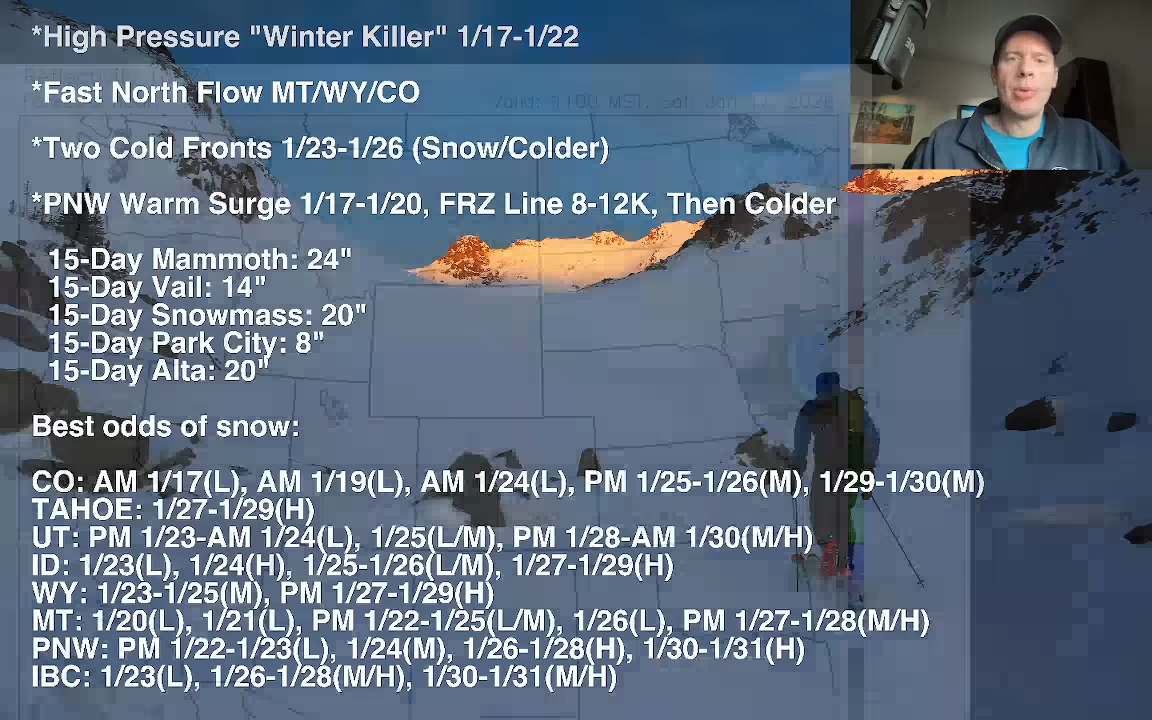 *High Pressure "Winter Killer" 1/17-1/22
*Fast North Flow MT/WY/CO
Valid: 1100 MST, Sat Jan
*Two Cold Fronts 1/23-1/26 (Snow/Colder)
*PNW Warm Surge 1/17-1/20, FRZ Line 8-12K, Then Colder
15-Day Mammoth: 24"
15-Day Vail: 14"
15-Day Snowmass: 20"
15-Day Park City: 8"
15-Day Alta: 20"
Best odds of snow:
CO: AM 1/17(L), AM 1/19(L), AM 1/24(L), PM 1/25-1/26(M), 1/29-1/30(M)
TAHOE: 1/27-1/29(H)
UT: PM 1/23-AM 1/24(L), 1/25(L/M), PM 1/28-AM 1/30(M/H)
ID: 1/23(L), 1/24(H), 1/25-1/26(L/M), 1/27-1/29(H)
WY: 1/23-1/25(M), PM 1/27-1/29(H)
MT: 1/20(L), 1/21(L), PM 1/22-1/25(L/M), 1/26(L), PM 1/27-1/28(M/H)
PNW: PM 1/22-1/23(L), 1/24(M), 1/26-1/28(H), 1/30-1/31(H)
IBC: 1/23(L), 1/26-1/28(M/H), 1/30-1/31(M/H)